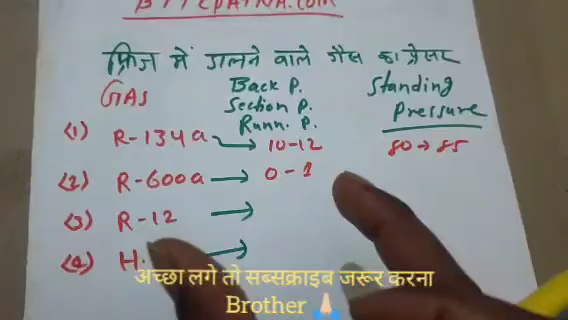 फ्रिज में डालने वाले गैस का प्रेसर
GAS
Back P.
Section P.
Runn. P.
Standing
Pressure
(1) R-134a → 10-12 80→85
(2) R-600a → 0-1
(3) R-12 →
(4) H. →
अच्छा लगे तो सब्सक्राइब जरूर करना
Brother 🙏🏻